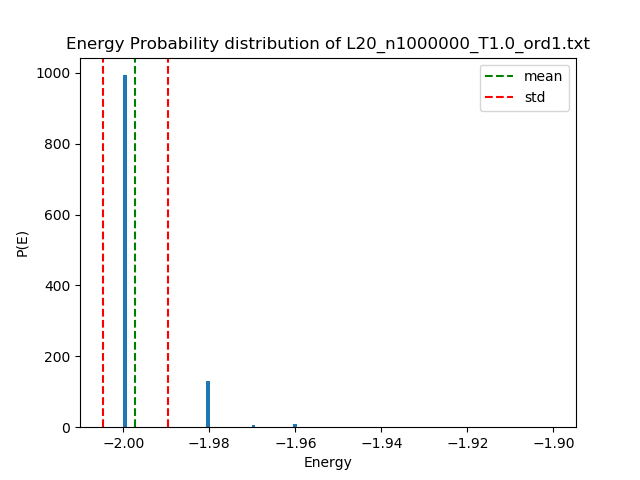 Energy Probability distribution of L20_n1000000_T1.0_ord1.txt
1000
800
600
400
200
0
P(E)
mean
std
−2.00
−1.98
−1.96
−1.94
−1.92
−1.90
Energy